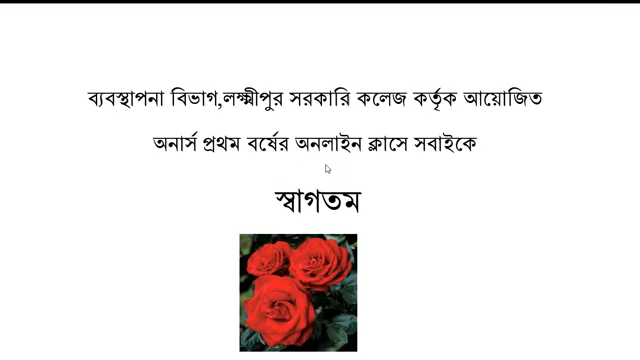 ব্যবস্থাপনা বিভাগ,লক্ষ্মীপুর সরকারি কলেজ কর্তৃক আয়োজিত
অনার্স প্রথম বর্ষের অনলাইন ক্লাসে সবাইকে
স্বাগতম